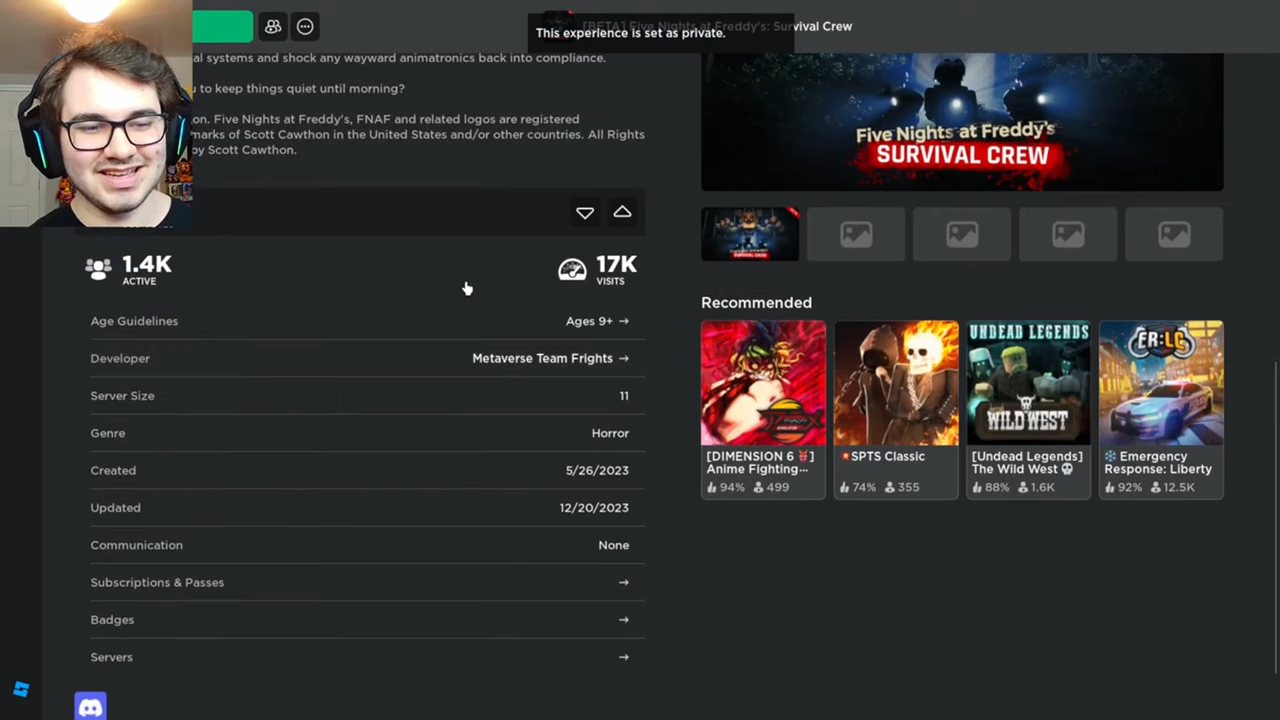 [BETA] Five Nights at Freddy's: Survival Crew
This experience is set as private.
al systems and shock any wayward animatronics back into compliance.
to keep things quiet until morning?
on. Five Nights at Freddy's, FNAF and related logos are registered
marks of Scott Cawthon in the United States and/or other countries. All Rights
by Scott Cawthon.
1.4K
ACTIVE
17K
VISITS
Age Guidelines
Ages 9+ →
Developer
Metaverse Team Frights →
Server Size
11
Genre
Horror
Created
5/26/2023
Updated
12/20/2023
Communication
None
Subscriptions & Passes →
Badges →
Servers →
Five Nights at Freddy's
SURVIVAL CREW
Recommended
[DIMENSION 6 👹]
Anime Fighting...
94% 499
SPTS Classic
74% 355
UNDEAD LEGENDS
WILD WEST
[Undead Legends]
The Wild West 💀
88% 1.6K
ER:LC
❄️ Emergency
Response: Liberty
92% 12.5K